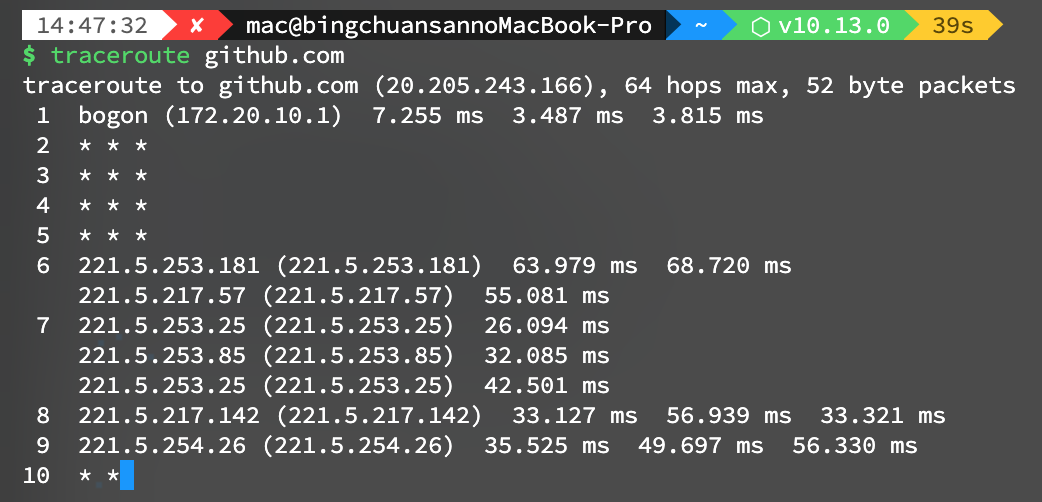 14:47:32 ✘ mac@bingchuansannoMacBook-Pro ~ ⬡ v10.13.0 39s
$ traceroute github.com
traceroute to github.com (20.205.243.166), 64 hops max, 52 byte packets
 1  bogon (172.20.10.1)  7.255 ms  3.487 ms  3.815 ms
 2  * * *
 3  * * *
 4  * * *
 5  * * *
 6  221.5.253.181 (221.5.253.181)  63.979 ms  68.720 ms
    221.5.217.57 (221.5.217.57)  55.081 ms
 7  221.5.253.25 (221.5.253.25)  26.094 ms
    221.5.253.85 (221.5.253.85)  32.085 ms
    221.5.253.25 (221.5.253.25)  42.501 ms
 8  221.5.217.142 (221.5.217.142)  33.127 ms  56.939 ms  33.321 ms
 9  221.5.254.26 (221.5.254.26)  35.525 ms  49.697 ms  56.330 ms
10  * *